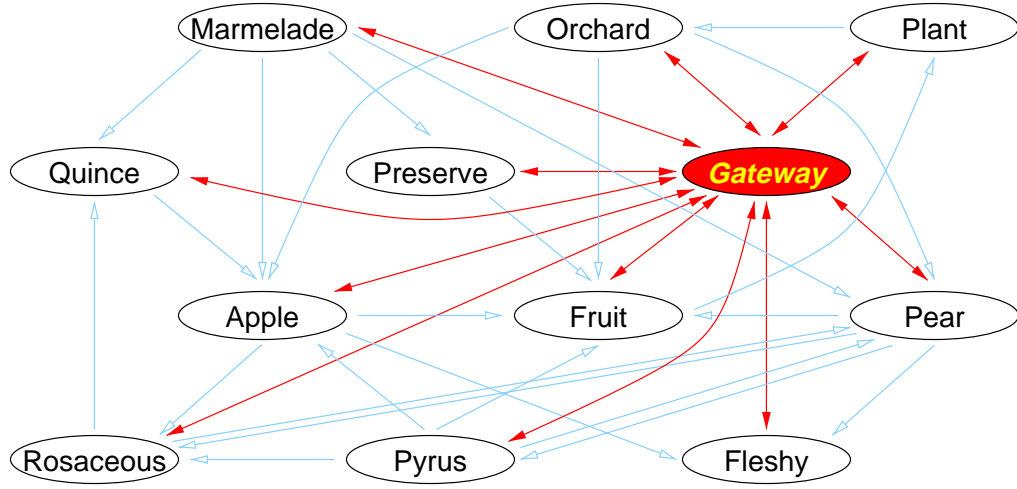 Marmelade
Orchard
Plant
Quince
Preserve
Gateway
Apple
Fruit
Pear
Rosaceous
Pyrus
Fleshy